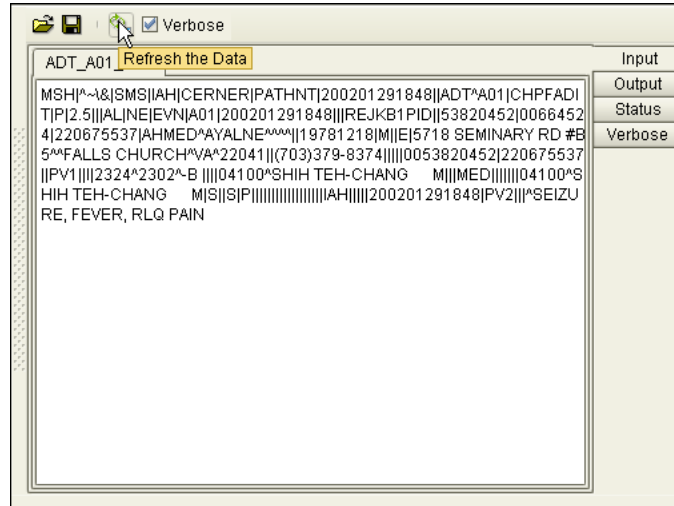 Verbose
ADT_A01_
Refresh the Data
Input
Output
Status
Verbose
MSH|^~\&|SMS|IAH|CERNER|PATHNT|200201291848||ADT^A01|CHPFADI
T|P|2.5|||AL|NE|EVN|A01|200201291848|||REJKB1PID||53820452|0066452
4|220675537|AHMED^AYALNE^^^^||19781218|M||E|5718 SEMINARY RD #B
5^^FALLS CHURCH^VA^22041||(703)379-8374|||||0053820452|220675537
||PV1|||I|2324^2302^-B ||||04100^SHIH TEH-CHANG M|||MED|||||||04100^S
HIH TEH-CHANG M|S||S|P||||||||||||||||||IAH|||||200201291848|PV2|||^SEIZU
RE, FEVER, RLQ PAIN